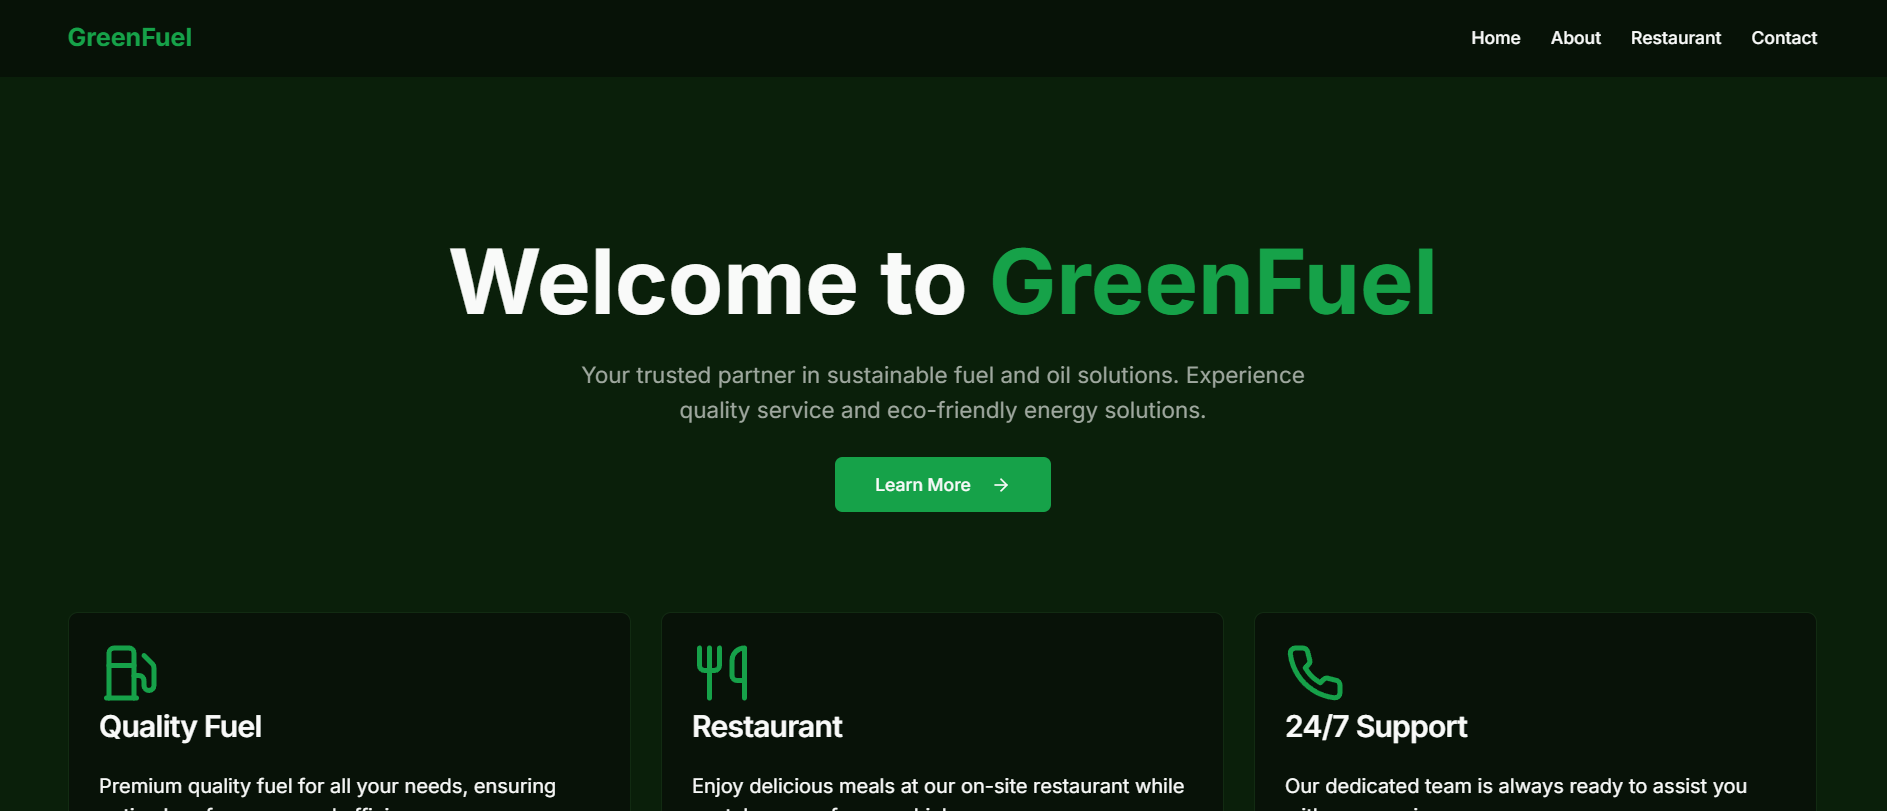 GreenFuel
Home About Restaurant Contact
Welcome to GreenFuel
Your trusted partner in sustainable fuel and oil solutions. Experience
quality service and eco-friendly energy solutions.
Learn More
Quality Fuel
Premium quality fuel for all your needs, ensuring
Restaurant
Enjoy delicious meals at our on-site restaurant while
24/7 Support
Our dedicated team is always ready to assist you